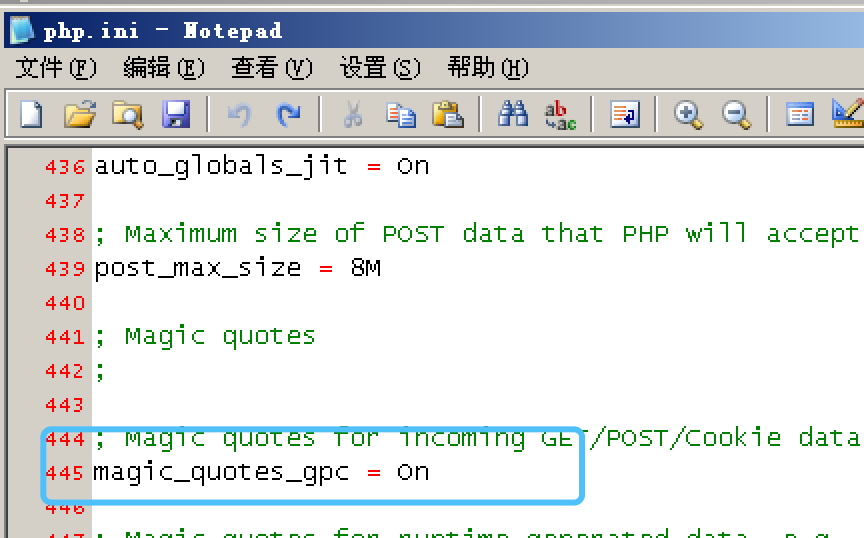 php.ini - Notepad
文件(F) 编辑(E) 查看(V) 设置(S) 帮助(H)
ab
ac
436 auto_globals_jit = On
437
438 ; Maximum size of POST data that PHP will accept
439 post_max_size = 8M
440
441 ; Magic quotes
442 ;
443
444 ; Magic quotes for incoming GET/POST/Cookie data
445 magic_quotes_gpc = On
446
447 ; Magic quotes for runtime-generated data, e.g.